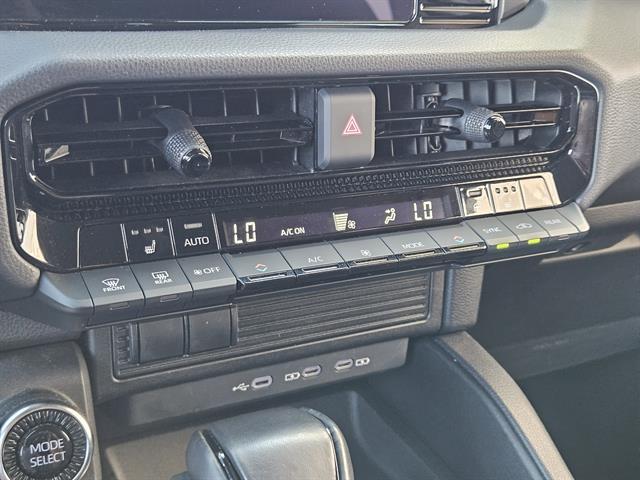 AUTO LO A/C ON LO
FRONT REAR OFF A/C MODE SYNC REAR
MODE
SELECT